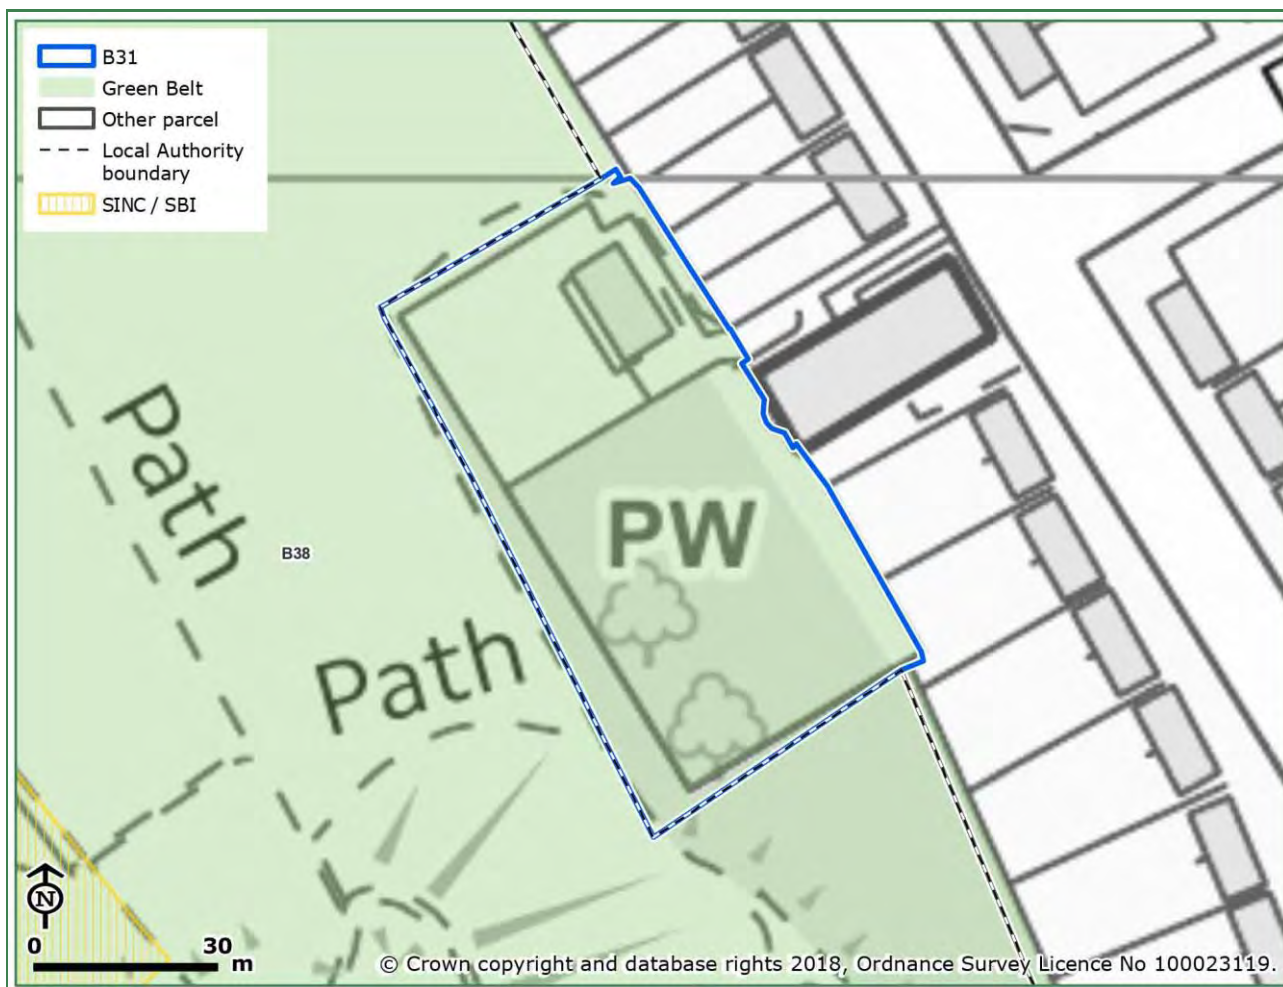 B31
Green Belt
Other parcel
Local Authority
boundary
SINC / SBI
Path
PW
B38
Path
N
0 30
m
© Crown copyright and database rights 2018, Ordnance Survey Licence No 100023119.